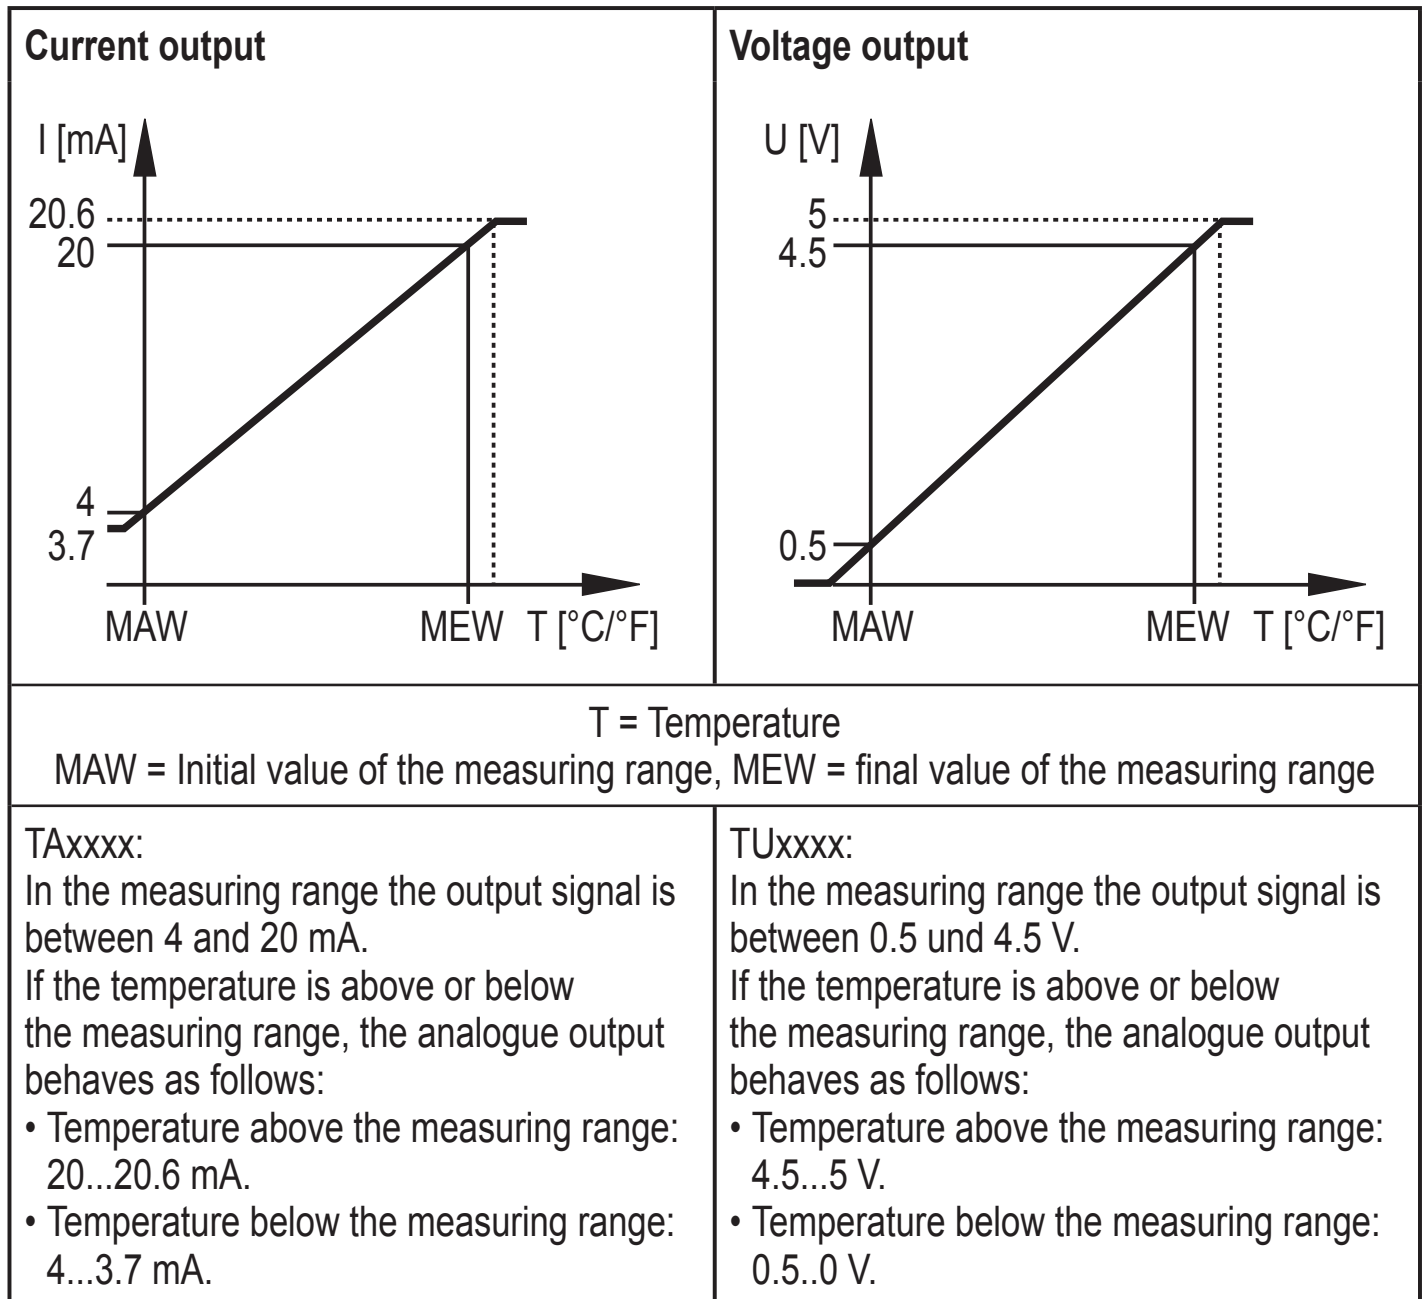 Current output
I [mA]
20.6
20
4
3.7
MAW
MEW
T [°C/°F]
Voltage output
U [V]
5
4.5
0.5
MAW
MEW
T [°C/°F]
T = Temperature
MAW = Initial value of the measuring range, MEW = final value of the measuring range
TAxxxx:
In the measuring range the output signal is
between 4 and 20 mA.
If the temperature is above or below
the measuring range, the analogue output
behaves as follows:
• Temperature above the measuring range:
20...20.6 mA.
• Temperature below the measuring range:
4...3.7 mA.
TUxxxx:
In the measuring range the output signal is
between 0.5 und 4.5 V.
If the temperature is above or below
the measuring range, the analogue output
behaves as follows:
• Temperature above the measuring range:
4.5...5 V.
• Temperature below the measuring range:
0.5..0 V.